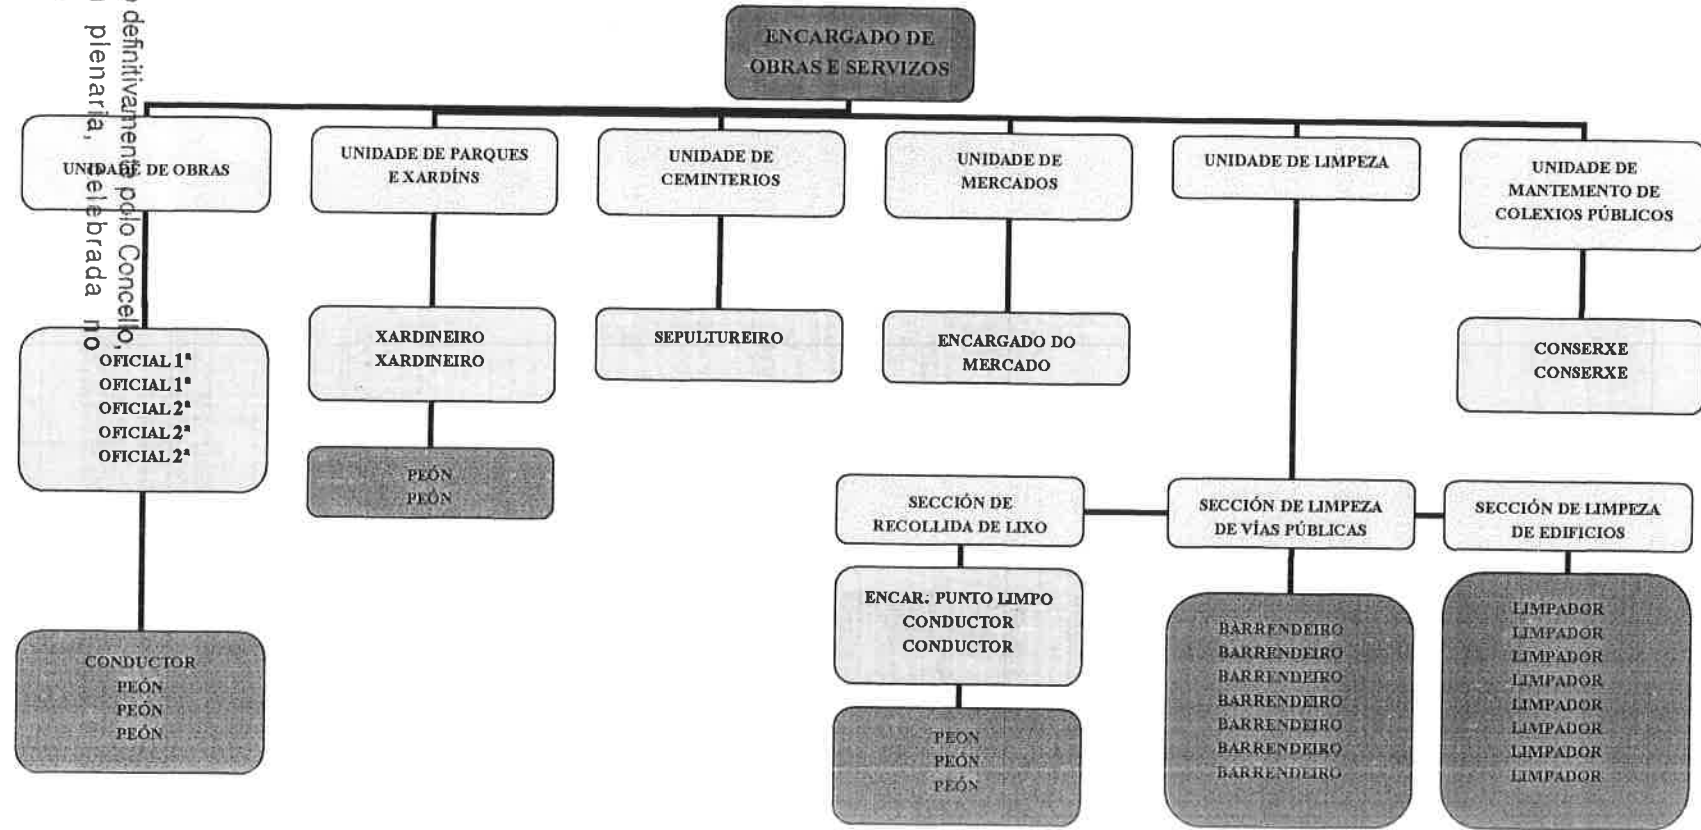 definitivamente polo Concello,
plenaria, celebrada no
ENCARGADO DE
OBRAS E SERVIZOS
UNIDADE DE OBRAS
OFICIAL 1ª
OFICIAL 1ª
OFICIAL 2ª
OFICIAL 2ª
OFICIAL 2ª
CONDUCTOR
PEÓN
PEÓN
PEÓN
UNIDADE DE PARQUES
E XARDÍNS
XARDINEIRO
XARDINEIRO
PEÓN
PEÓN
UNIDADE DE
CEMINTERIOS
SEPULTUREIRO
UNIDADE DE
MERCADOS
ENCARGADO DO
MERCADO
UNIDADE DE LIMPEZA
SECCIÓN DE
RECOLLIDA DE LIXO
ENCAR. PUNTO LIMPO
CONDUCTOR
CONDUCTOR
PEÓN
PEÓN
PEÓN
SECCIÓN DE LIMPEZA
DE VÍAS PÚBLICAS
BARRENDEIRO
BARRENDEIRO
BARRENDEIRO
BARRENDEIRO
BARRENDEIRO
BARRENDEIRO
BARRENDEIRO
SECCIÓN DE LIMPEZA
DE EDIFICIOS
LIMPADOR
LIMPADOR
LIMPADOR
LIMPADOR
LIMPADOR
LIMPADOR
LIMPADOR
LIMPADOR
UNIDADE DE
MANTEMENTO DE
COLEXIOS PÚBLICOS
CONSERXE
CONSERXE